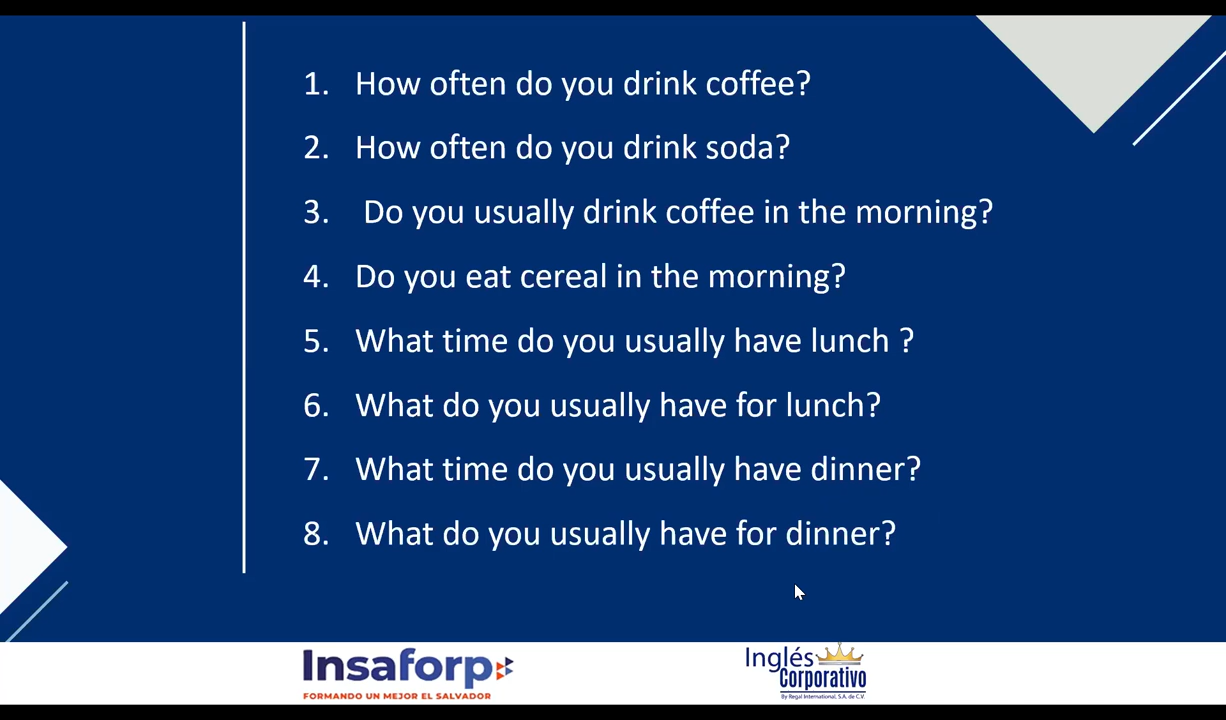 1. How often do you drink coffee?
2. How often do you drink soda?
3. Do you usually drink coffee in the morning?
4. Do you eat cereal in the morning?
5. What time do you usually have lunch ?
6. What do you usually have for lunch?
7. What time do you usually have dinner?
8. What do you usually have for dinner?
Insaforp
FORMANDO UN MEJOR EL SALVADOR
Inglés
Corporativo
By Regal International, S.A. de C.V.